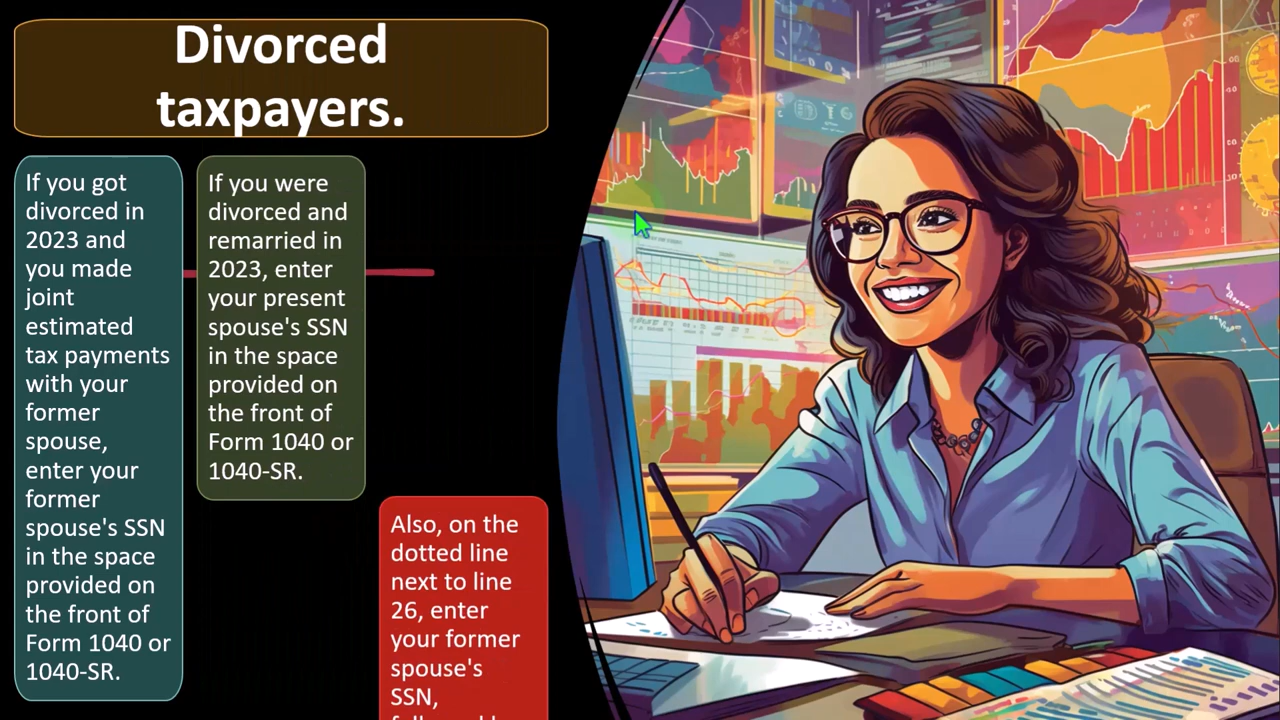 Divorced
taxpayers.
If you got
divorced in
2023 and
you made
joint
estimated
tax payments
with your
former
spouse,
enter your
former
spouse's SSN
in the space
provided on
the front of
Form 1040 or
1040-SR.
If you were
divorced and
remarried in
2023, enter
your present
spouse's SSN
in the space
provided on
the front of
Form 1040 or
1040-SR.
Also, on the
dotted line
next to line
26, enter
your former
spouse's
SSN,